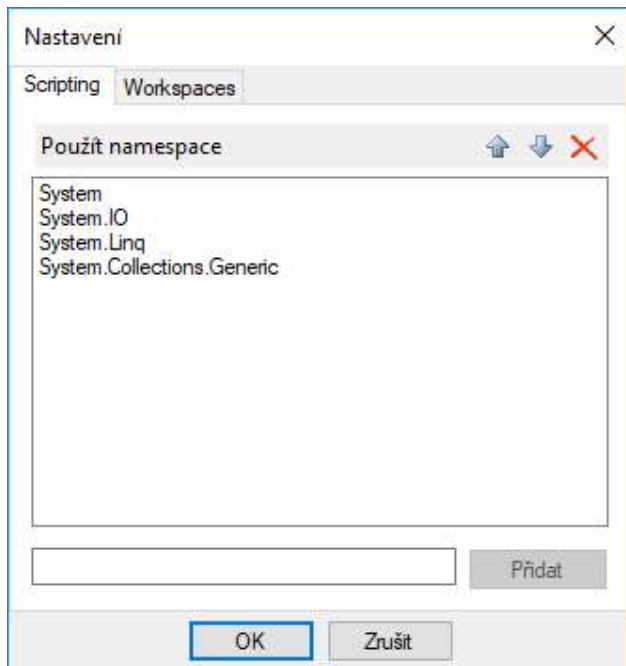 Nastavení
Scripting Workspaces
Použít namespace
System
System.IO
System.Linq
System.Collections.Generic
Přidat
OK Zrušit